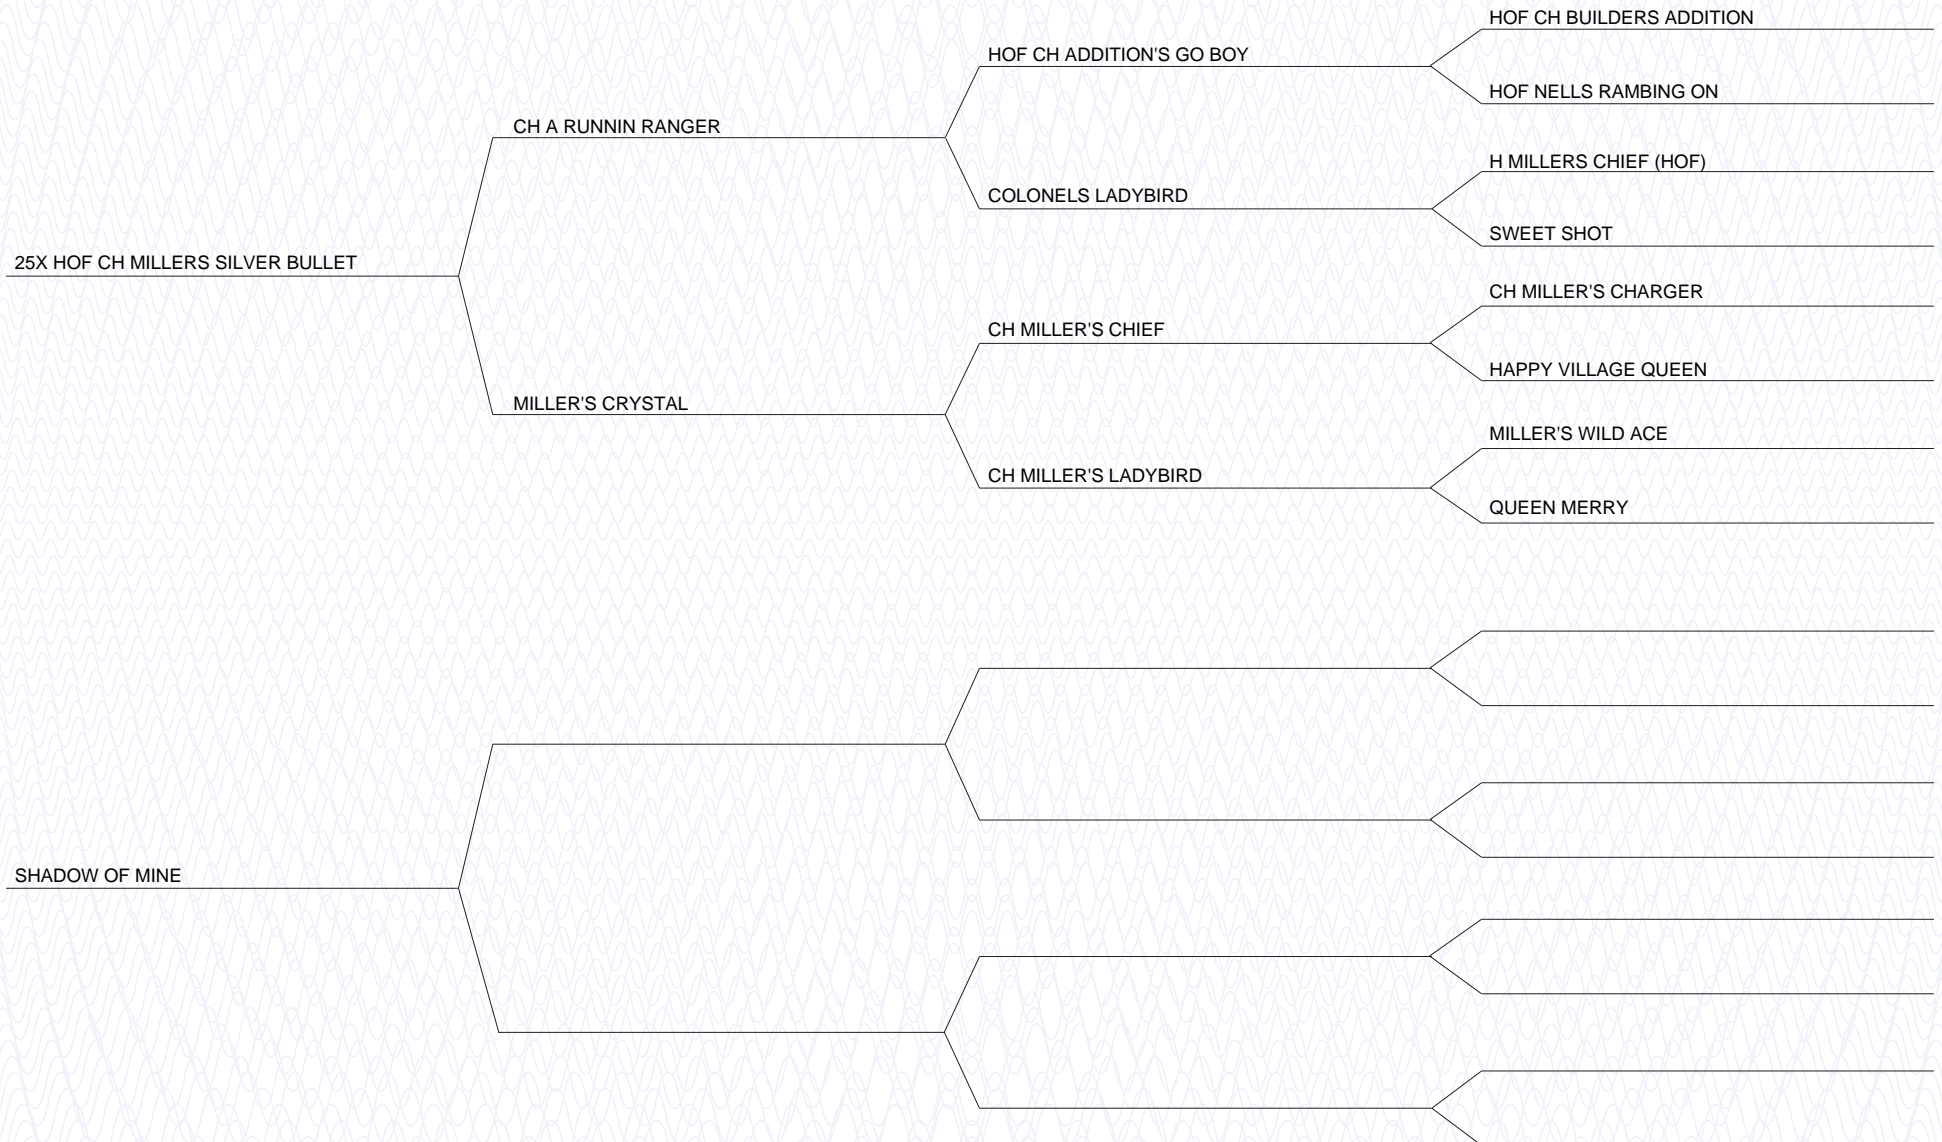 HOF CH BUILDERS ADDITION
HOF CH ADDITION'S GO BOY
HOF NELLS RAMBING ON
CH A RUNNIN RANGER
H MILLERS CHIEF (HOF)
COLONELS LADYBIRD
SWEET SHOT
25X HOF CH MILLERS SILVER BULLET
CH MILLER'S CHARGER
CH MILLER'S CHIEF
HAPPY VILLAGE QUEEN
MILLER'S CRYSTAL
MILLER'S WILD ACE
CH MILLER'S LADYBIRD
QUEEN MERRY
SHADOW OF MINE